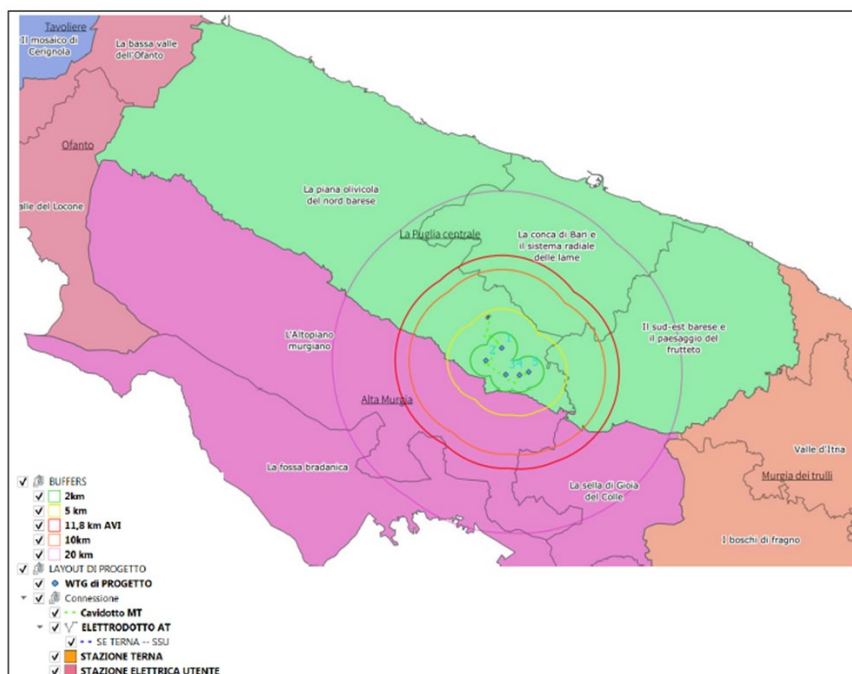 Tavoliere
Il mosaico di
Cerignola
La bassa valle
dell'Ofanto
Ofanto
alle del Locone
La piana olivicola
del nord barese
La Puglia centrale
La conca di Bari e
il sistema radiale
delle lame
Il sud-est barese e
il paesaggio del
frutteto
L'Altopiano
murgiano
1
2
Alta Murgia
La fossa bradanica
La sella di Gioia
del Colle
Valle d'Itria
Murgia dei trulli
I boschi di fragno
BUFFERS
2km
5 km
11,8 km AVI
10km
20 km
LAYOUT DI PROGETTO
WTG di PROGETTO
Connessione
Cavidotto MT
ELETTRODOTTO AT
SE TERNA -- SSU
STAZIONE TERNA
STAZIONE ELETTRICA UTENTE